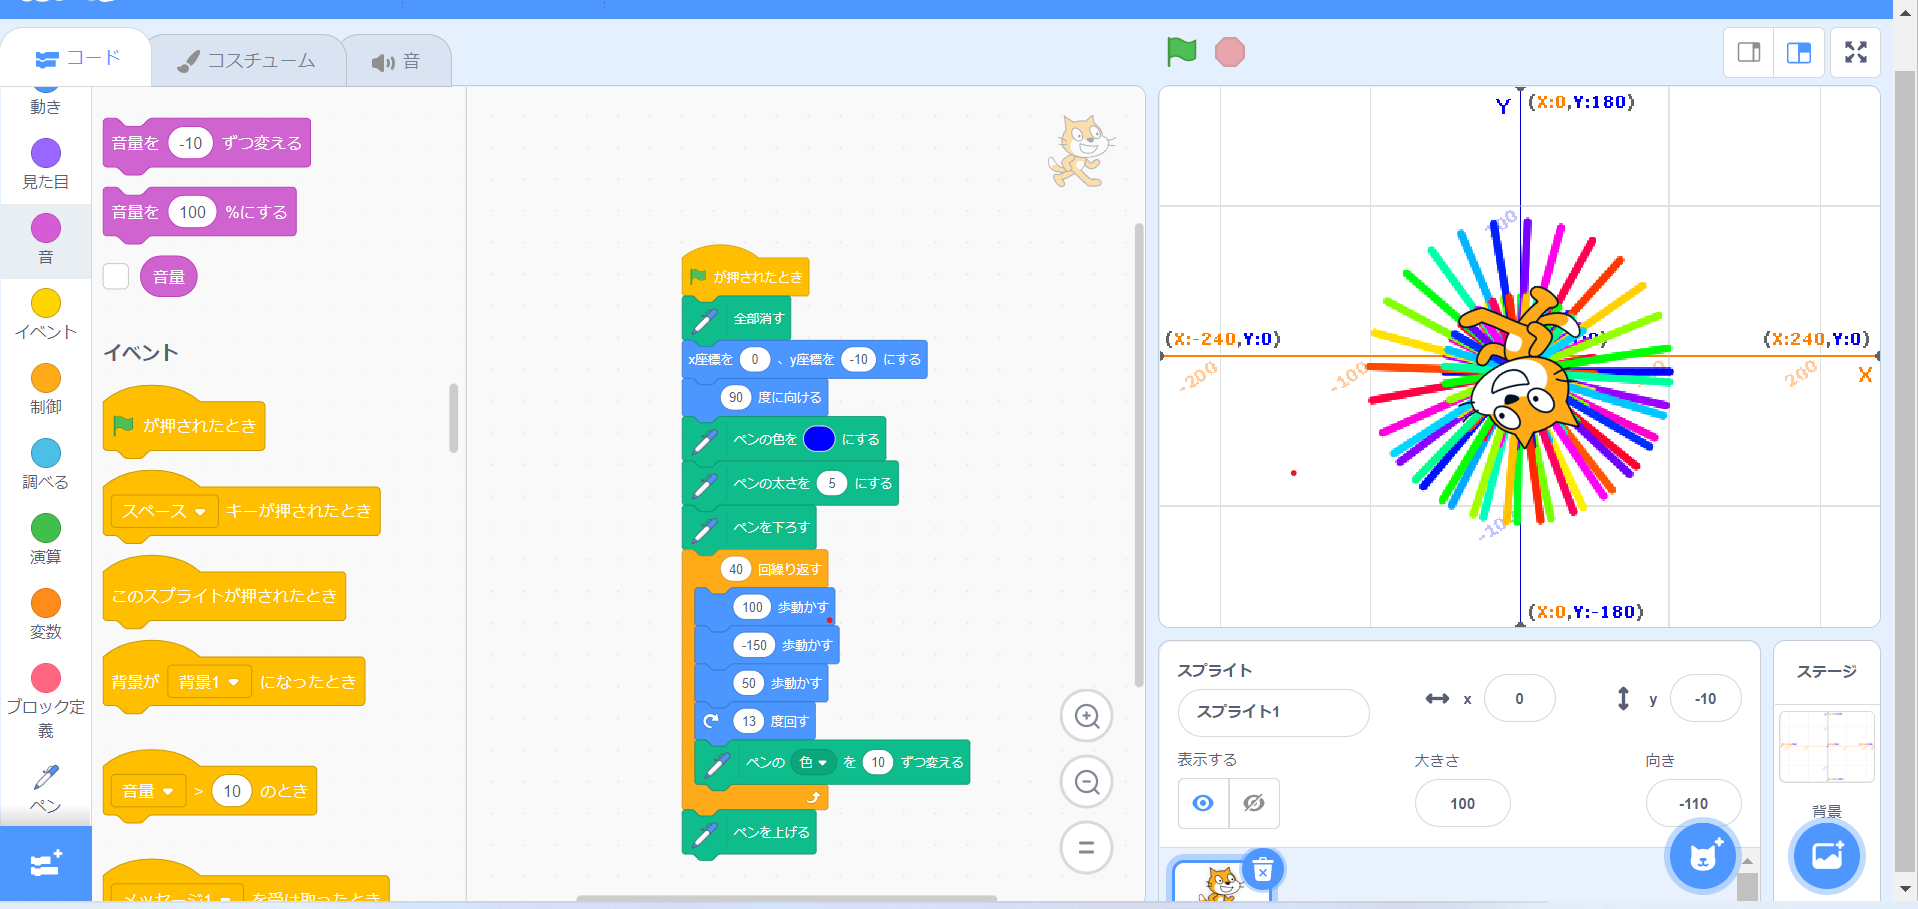 コード
コスチューム
音
動き
見た目
音
イベント
制御
調べる
演算
変数
ブロック定
義
ペン
音量を -10 ずつ変える
音量を 100 %にする
音量
イベント
が押されたとき
スペース キーが押されたとき
このスプライトが押されたとき
背景が 背景1 になったとき
音量 > 10 のとき
メッセージ1 を受け取ったとき
が押されたとき
全部消す
x座標を 0 、y座標を -10 にする
90 度に向ける
ペンの色を にする
ペンの太さを 5 にする
ペンを下ろす
40 回繰り返す
100 歩動かす
-150 歩動かす
50 歩動かす
13 度回す
ペンの 色 を 10 ずつ変える
ペンを上げる
Y
(X:0,Y:180)
(X:-240,Y:0)
(X:240,Y:0)
-200
-100
200
X
-100
(X:0,Y:-180)
スプライト
スプライト1
x 0
y -10
表示する
大きさ
100
向き
-110
ステージ
背景